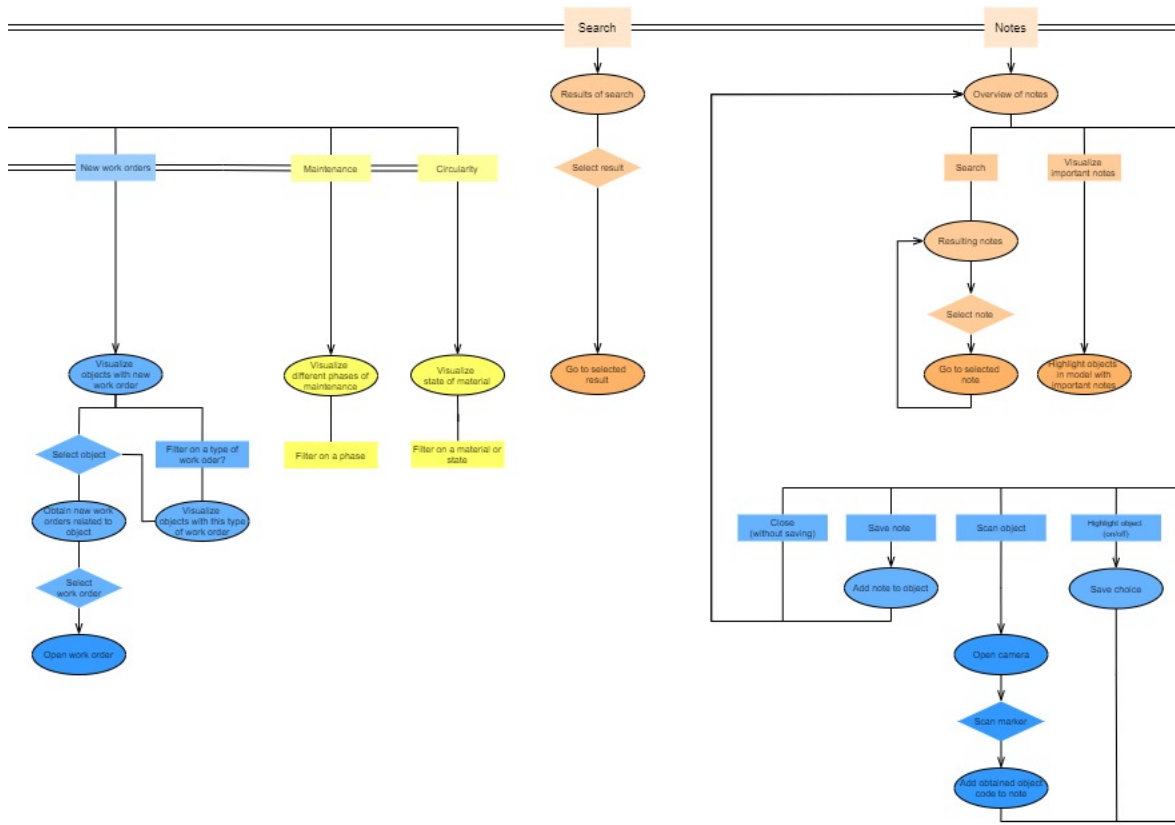 Search
Notes
Results of search
Overview of notes
New work orders
Maintenance
Circularity
Select result
Search
Visualize
important notes
Resulting notes
Select note
Visualize
objects with new
work order
Visualize
different phases of
maintenance
Visualize
state of material
Go to selected
result
Go to selected
note
Highlight objects
in model with
important notes
Select object
Filter on a type of
work oder?
Filter on a phase
Filter on a material or
state
Obtain new work
orders related to
object
Visualize
objects with this type
of work order
Close
(without saving)
Save note
Scan object
Highlight object
(on/off)
Select
work order
Add note to object
Save choice
Open work order
Open camera
Scan marker
Add obtained object
code to note